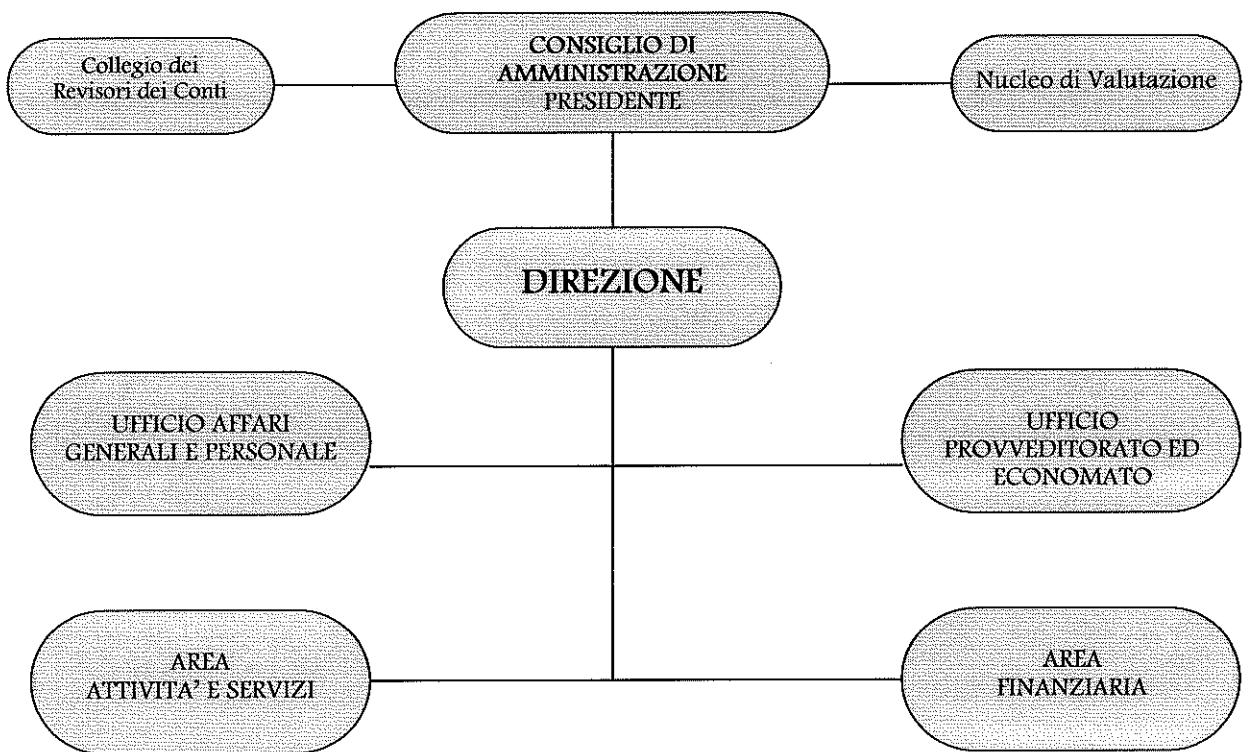 Collegio dei
Revisori dei Conti
CONSIGLIO DI
AMMINISTRAZIONE
PRESIDENTE
Nucleo di Valutazione
DIREZIONE
UFFICIO AFFARI
GENERALI E PERSONALE
UFFICIO
PROVVEDITORATO ED
ECONOMATO
AREA
ATTIVITA' E SERVIZI
AREA
FINANZIARIA